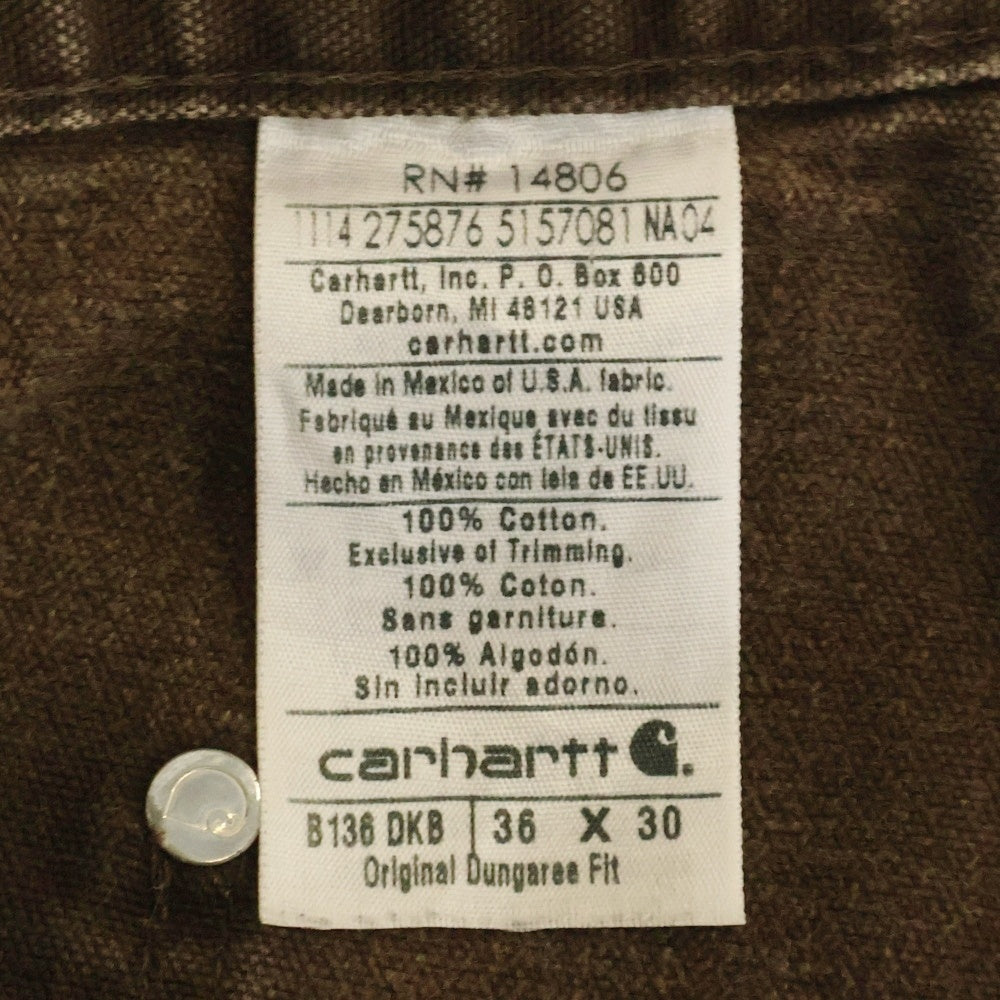 RN# 14806
1114 275876 5157081 NA04
Carhartt, Inc. P. O. Box 600
Dearborn, MI 48121 USA
carhartt.com
Made in Mexico of U.S.A. fabric.
Fabriqué au Mexique avec du tissu
en provenance des ÉTATS-UNIS.
Hecho en México con tela de EE.UU.
100% Cotton.
Exclusive of Trimming.
100% Coton.
Sans garniture.
100% Algodón.
Sin incluir adorno.
carhartt
B136 DKB 36 X 30
Original Dungaree Fit